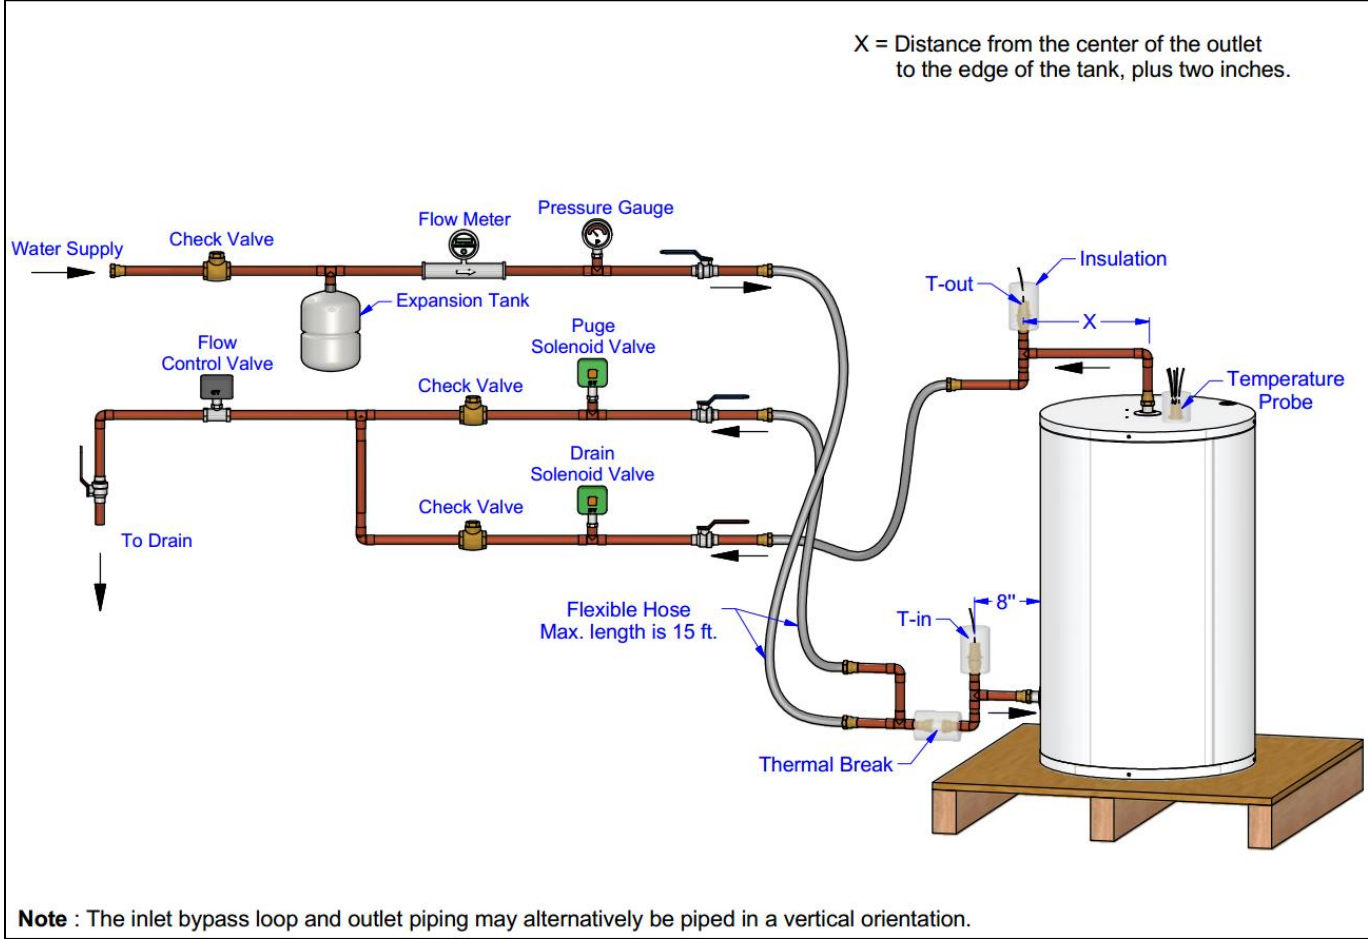 X = Distance from the center of the outlet
to the edge of the tank, plus two inches.
Pressure Gauge
Flow Meter
Check Valve
Water Supply
Insulation
T-out
Expansion Tank
X
Puge
Solenoid Valve
Flow
Control Valve
Check Valve
Temperature
Probe
Drain
Solenoid Valve
Check Valve
To Drain
Flexible Hose
Max. length is 15 ft.
8"
T-in
Thermal Break
Note : The inlet bypass loop and outlet piping may alternatively be piped in a vertical orientation.